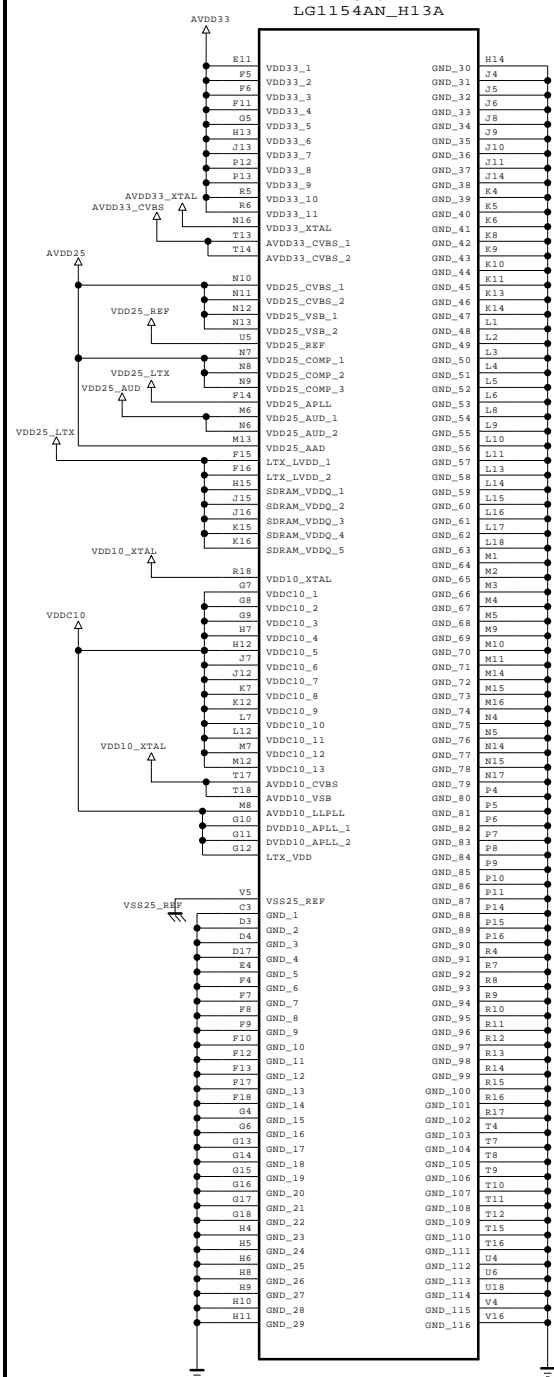 LG1154AN_H13A
AVDD33
E11 VDD33_1
F5 VDD33_2
F6 VDD33_3
F11 VDD33_4
G5 VDD33_5
H13 VDD33_6
J13 VDD33_7
P12 VDD33_8
P13 VDD33_9
R5 VDD33_10
R6 VDD33_11
AVDD33_XTAL
N16 VDD33_XTAL
AVDD33_CVBS
T13 AVDD33_CVBS_1
T14 AVDD33_CVBS_2
AVDD25
N10 VDD25_CVBS_1
N11 VDD25_CVBS_2
N12 VDD25_VSB_1
N13 VDD25_VSB_2
VDD25_REF
U5 VDD25_REF
N7 VDD25_COMP_1
N8 VDD25_COMP_2
N9 VDD25_COMP_3
VDD25_LTX
F14 VDD25_APLL
VDD25_AUD
M6 VDD25_AUD_1
N6 VDD25_AUD_2
M13 VDD25_AAD
VDD25_LTX
F15 LTX_LVDD_1
F16 LTX_LVDD_2
H15 SDRAM_VDDQ_1
J15 SDRAM_VDDQ_2
J16 SDRAM_VDDQ_3
K15 SDRAM_VDDQ_4
K16 SDRAM_VDDQ_5
VDD10_XTAL
R18 VDD10_XTAL
VDDC10
G7 VDDC10_1
G8 VDDC10_2
G9 VDDC10_3
H7 VDDC10_4
H12 VDDC10_5
J7 VDDC10_6
J12 VDDC10_7
K7 VDDC10_8
K12 VDDC10_9
L7 VDDC10_10
L12 VDDC10_11
M7 VDDC10_12
M12 VDDC10_13
VDD10_XTAL
T17 AVDD10_CVBS
T18 AVDD10_VSB
M8 AVDD10_LLPLL
G10 DVDD10_APLL_1
G11 DVDD10_APLL_2
G12 LTX_VDD
VSS25_REF
V5 VSS25_REF
C3 GND_1
D3 GND_2
D4 GND_3
D17 GND_4
E4 GND_5
F4 GND_6
F7 GND_7
F8 GND_8
F9 GND_9
F10 GND_10
F12 GND_11
F13 GND_12
F17 GND_13
F18 GND_14
G4 GND_15
G6 GND_16
G13 GND_17
G14 GND_18
G15 GND_19
G16 GND_20
G17 GND_21
G18 GND_22
H4 GND_23
H5 GND_24
H6 GND_25
H8 GND_26
H9 GND_27
H10 GND_28
H11 GND_29
GND_30 H14
GND_31 J4
GND_32 J5
GND_33 J6
GND_34 J8
GND_35 J9
GND_36 J10
GND_37 J11
GND_38 J14
GND_39 K4
GND_40 K5
GND_41 K6
GND_42 K8
GND_43 K9
GND_44 K10
GND_45 K11
GND_46 K13
GND_47 K14
GND_48 L1
GND_49 L2
GND_50 L3
GND_51 L4
GND_52 L5
GND_53 L6
GND_54 L8
GND_55 L9
GND_56 L10
GND_57 L11
GND_58 L13
GND_59 L14
GND_60 L15
GND_61 L16
GND_62 L17
GND_63 L18
GND_64 M1
GND_65 M2
GND_66 M3
GND_67 M4
GND_68 M5
GND_69 M9
GND_70 M10
GND_71 M11
GND_72 M14
GND_73 M15
GND_74 M16
GND_75 N4
GND_76 N5
GND_77 N14
GND_78 N15
GND_79 N17
GND_80 P4
GND_81 P5
GND_82 P6
GND_83 P7
GND_84 P8
GND_85 P9
GND_86 P10
GND_87 P11
GND_88 P14
GND_89 P15
GND_90 P16
GND_91 R4
GND_92 R7
GND_93 R8
GND_94 R9
GND_95 R10
GND_96 R11
GND_97 R12
GND_98 R13
GND_99 R14
GND_100 R15
GND_101 R16
GND_102 R17
GND_103 T4
GND_104 T7
GND_105 T8
GND_106 T9
GND_107 T10
GND_108 T11
GND_109 T12
GND_110 T15
GND_111 T16
GND_112 U4
GND_113 U6
GND_114 U18
GND_115 V4
GND_116 V16